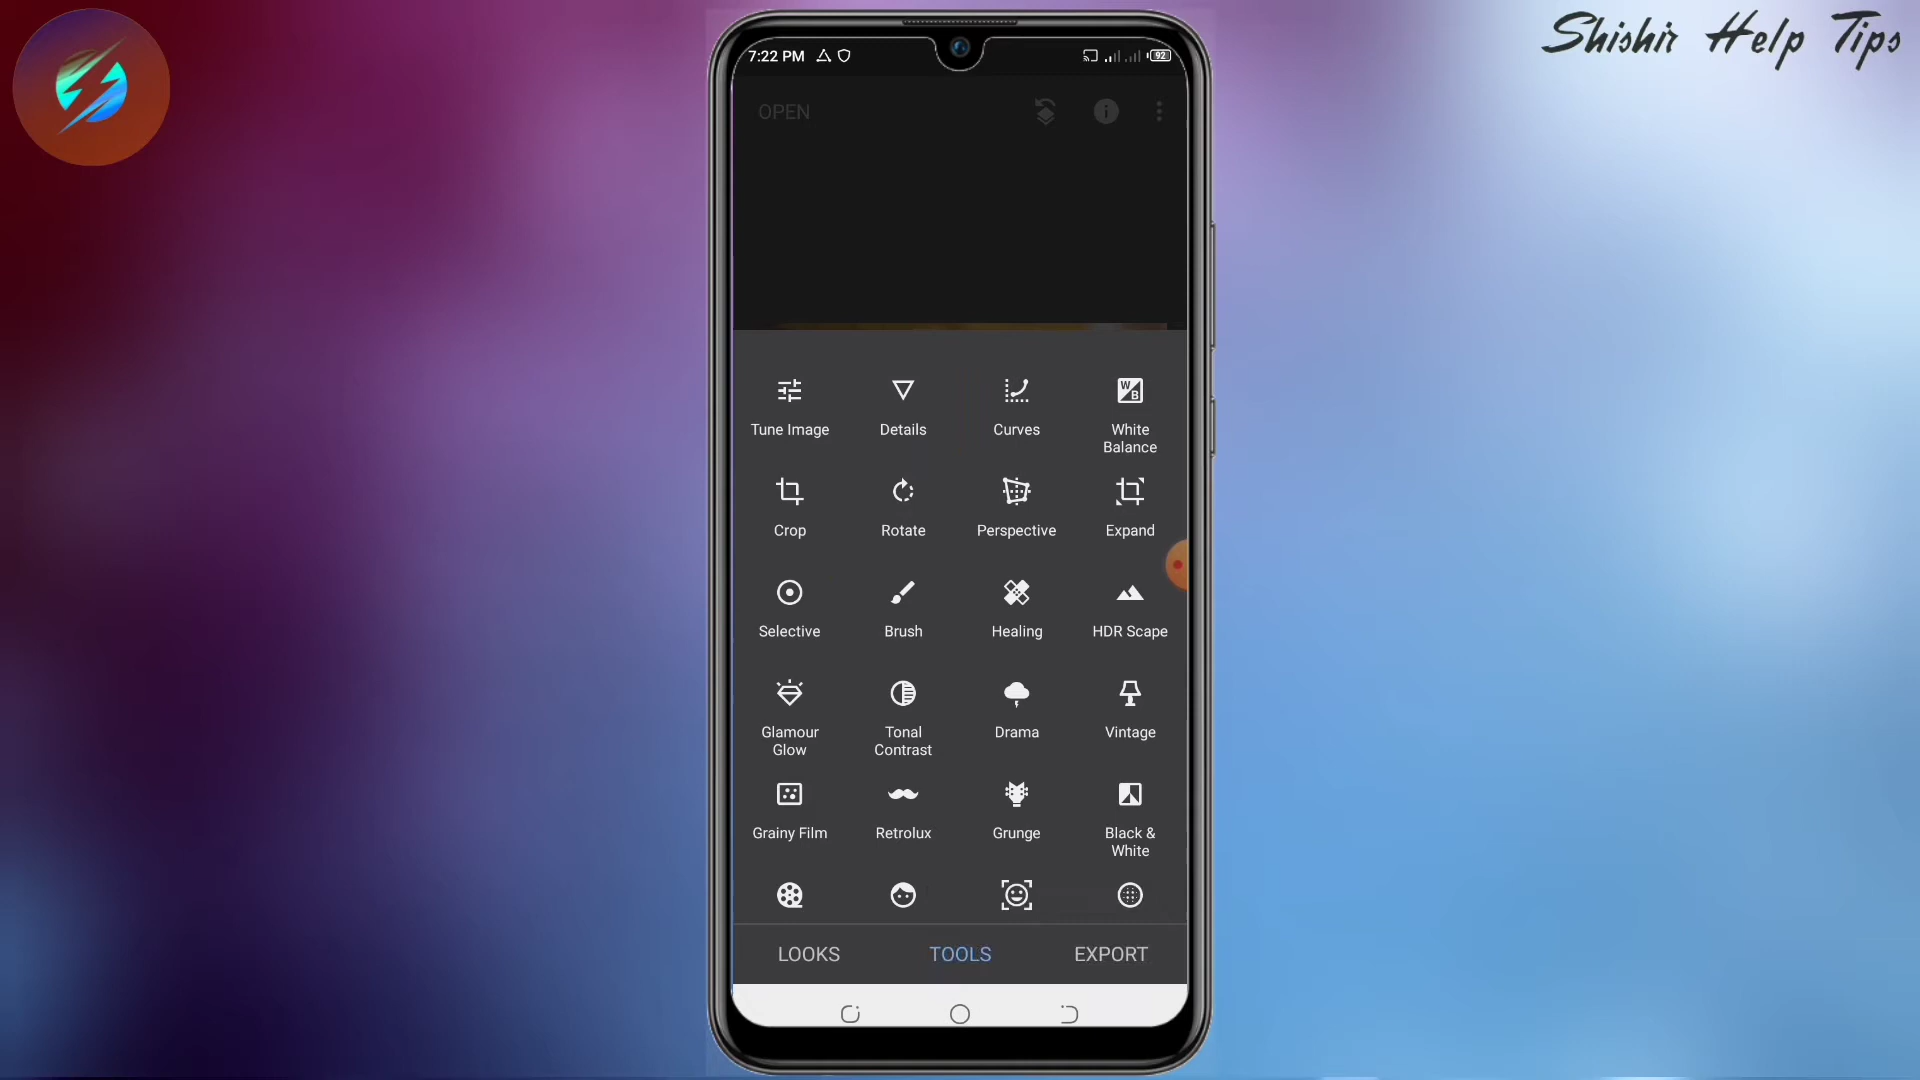 Shishir Help Tips
7:22 PM
92
OPEN
Tune Image
Details
Curves
W
B
White
Balance
Crop
Rotate
Perspective
Expand
Selective
Brush
Healing
HDR Scape
Glamour
Glow
Tonal
Contrast
Drama
Vintage
Grainy Film
Retrolux
Grunge
Black &
White
LOOKS
TOOLS
EXPORT